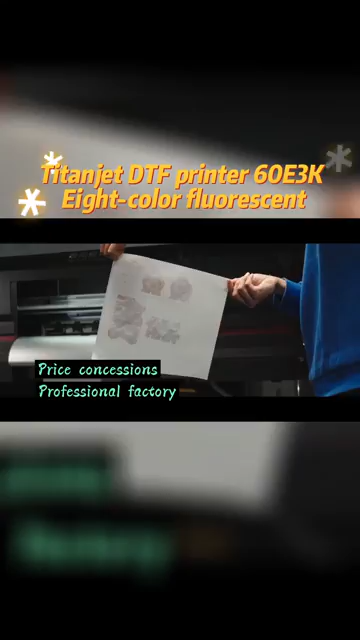 Titanjet DTF printer 60E3K
Eight-color fluorescent
Price concessions
Professional factory